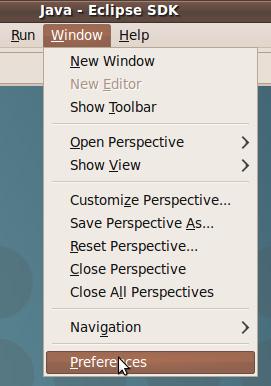 Java - Eclipse SDK
Run Window Help
New Window
New Editor
Show Toolbar
Open Perspective
Show View
Customize Perspective...
Save Perspective As...
Reset Perspective...
Close Perspective
Close All Perspectives
Navigation
Preferences